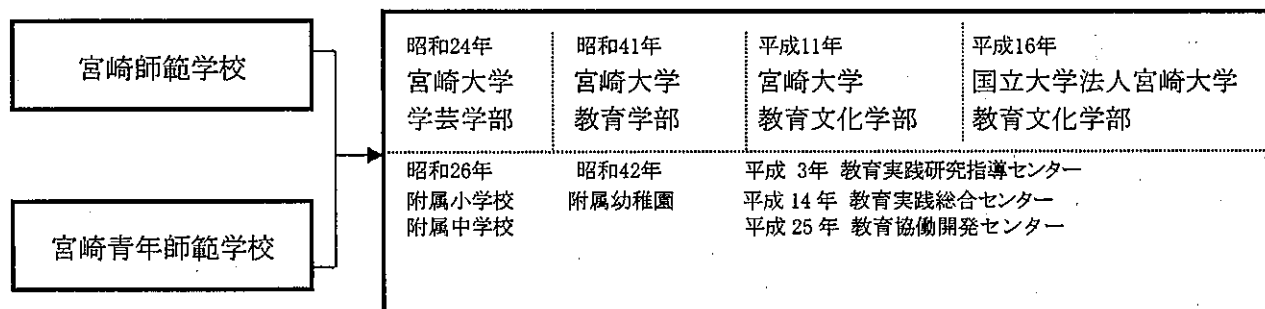 宮崎師範学校
宮崎青年師範学校
昭和24年
宮崎大学
学芸学部
昭和41年
宮崎大学
教育学部
平成11年
宮崎大学
教育文化学部
平成16年
国立大学法人宮崎大学
教育文化学部
昭和26年
附属小学校
附属中学校
昭和42年
附属幼稚園
平成 3年 教育実践研究指導センター
平成 14年 教育実践総合センター
平成 25年 教育協働開発センター